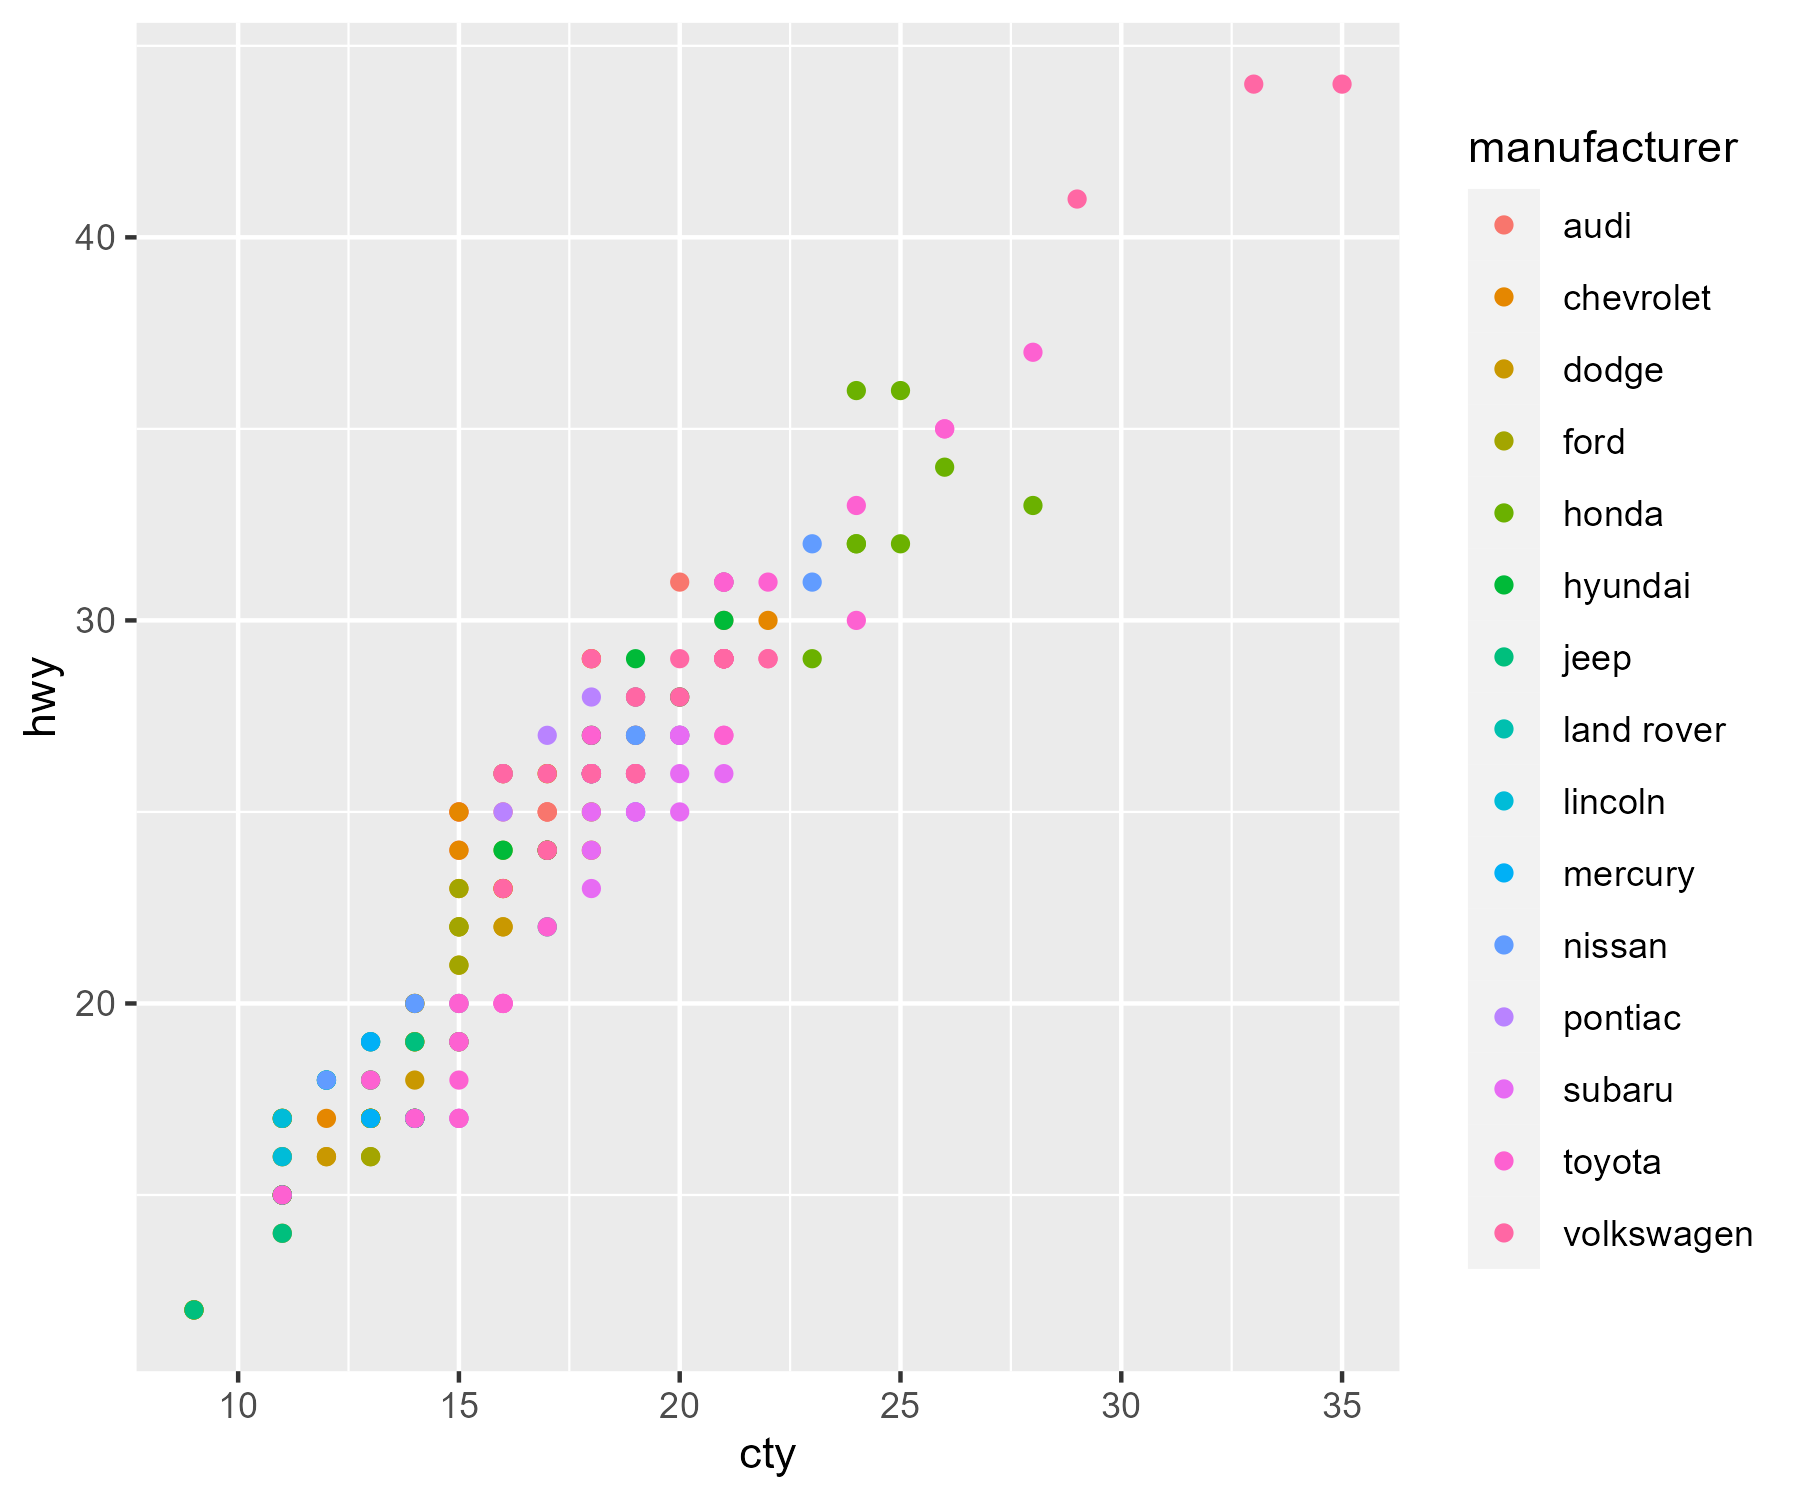 manufacturer
audi
chevrolet
dodge
ford
honda
hyundai
jeep
land rover
lincoln
mercury
nissan
pontiac
subaru
toyota
volkswagen
hwy
40
30
20
10 15 20 25 30 35
cty